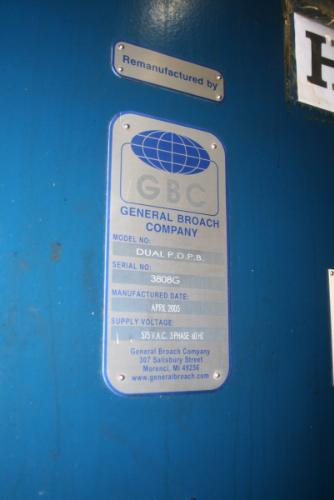 Remanufactured by
H
GBC
GENERAL BROACH
COMPANY
MODEL NO:
DUAL P.D.P.B.
SERIAL NO:
3808G
MANUFACTURED DATE:
APRIL 2005
SUPPLY VOLTAGE:
575 V.A.C. 3 PHASE 60 HZ
General Broach Company
307 Salisbury Street
Morenci, MI 49256
www.generalbroach.com